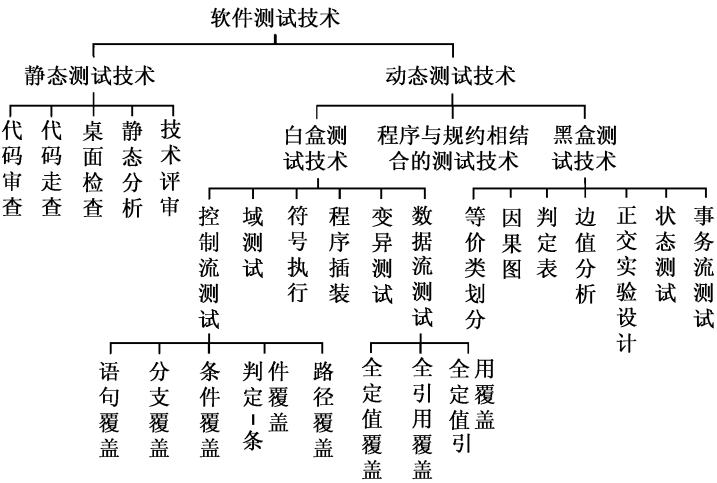 软件测试技术
静态测试技术
动态测试技术
代码审查
代码走查
桌面检查
静态分析
技术评审
白盒测
试技术
程序与规约相结
合的测试技术
黑盒测
试技术
控制流测试
域测试
符号执行
程序插装
变异测试
数据流测试
等价类划分
因果图
判定表
边值分析
正交实验设计
状态测试
事务流测试
语句覆盖
分支覆盖
条件覆盖
判定-条
件覆盖
路径覆盖
全定值覆盖
全引用覆盖
全定值引
用覆盖